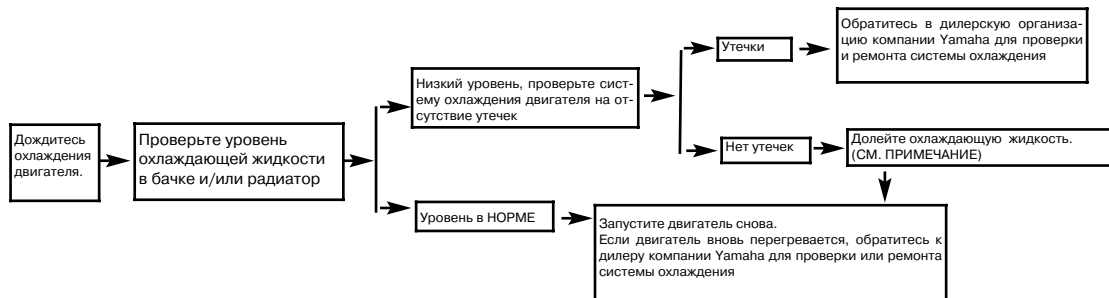 Дождитесь
охлаждения
двигателя.
Проверьте уровень
охлаждающей жидкости
в бачке и/или радиатор
Низкий уровень, проверьте сис-
тему охлаждения двигателя на от-
сутствие утечек
Утечки
Обратитесь в дилерскую организа-
цию компании Yamaha для проверки
и ремонта системы охлаждения
Нет утечек
Долейте охлаждающую жидкость.
(СМ. ПРИМЕЧАНИЕ)
Уровень в НОРМЕ
Запустите двигатель снова.
Если двигатель вновь перегревается, обратитесь к
дилеру компании Yamaha для проверки или ремонта
системы охлаждения